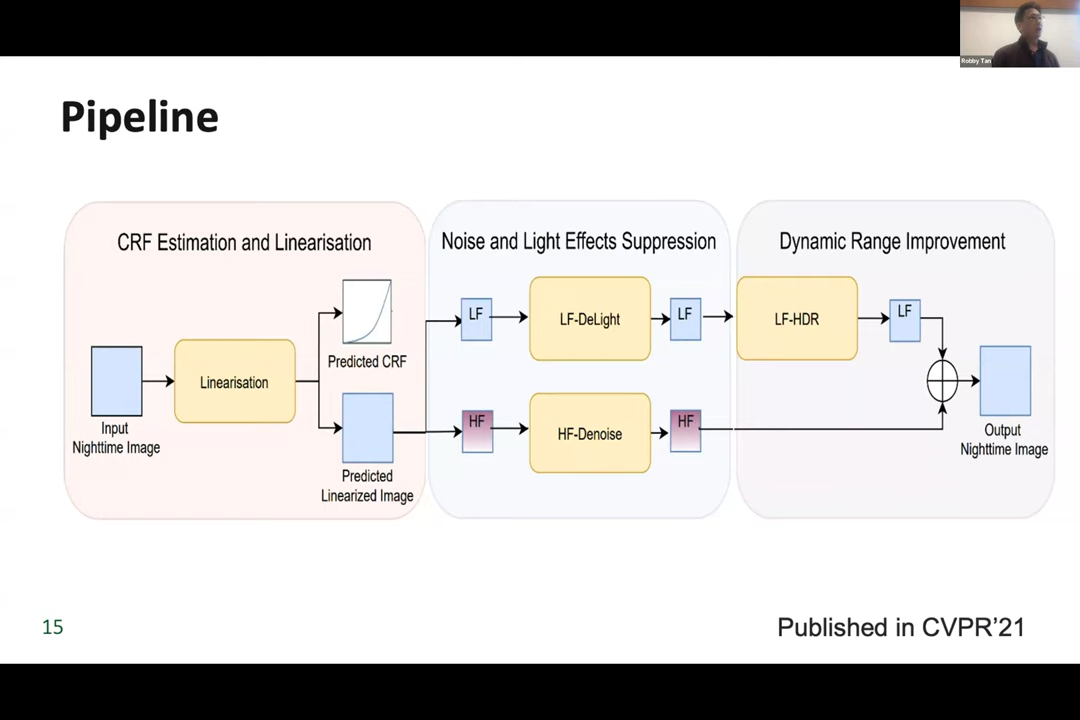 Robby Tan
Pipeline
CRF Estimation and Linearisation
Input
Nighttime Image
Linearisation
Predicted CRF
Predicted
Linearized Image
Noise and Light Effects Suppression
LF
LF-DeLight
LF
HF
HF-Denoise
HF
Dynamic Range Improvement
LF-HDR
LF
Output
Nighttime Image
15
Published in CVPR’21